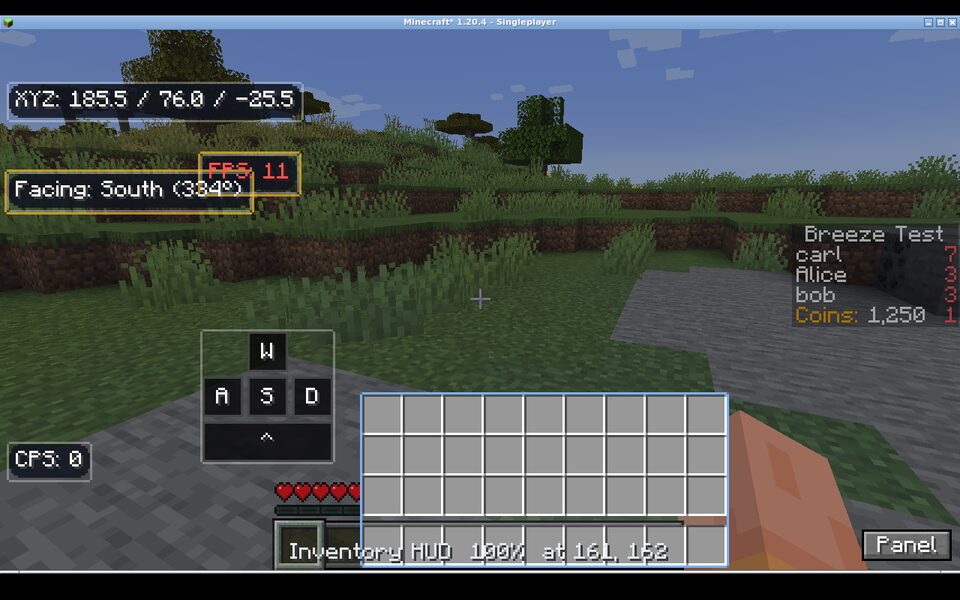 Minecraft* 1.20.4 - Singleplayer
XYZ: 185.5 / 76.0 / -25.5
FPS: 11
Facing: South (334º)
Breeze Test
carl 7
Alice 3
bob 3
Coins: 1,250 1
W
A S D
^
CPS: 0
Inventory HUD 100% at 161, 162
Panel